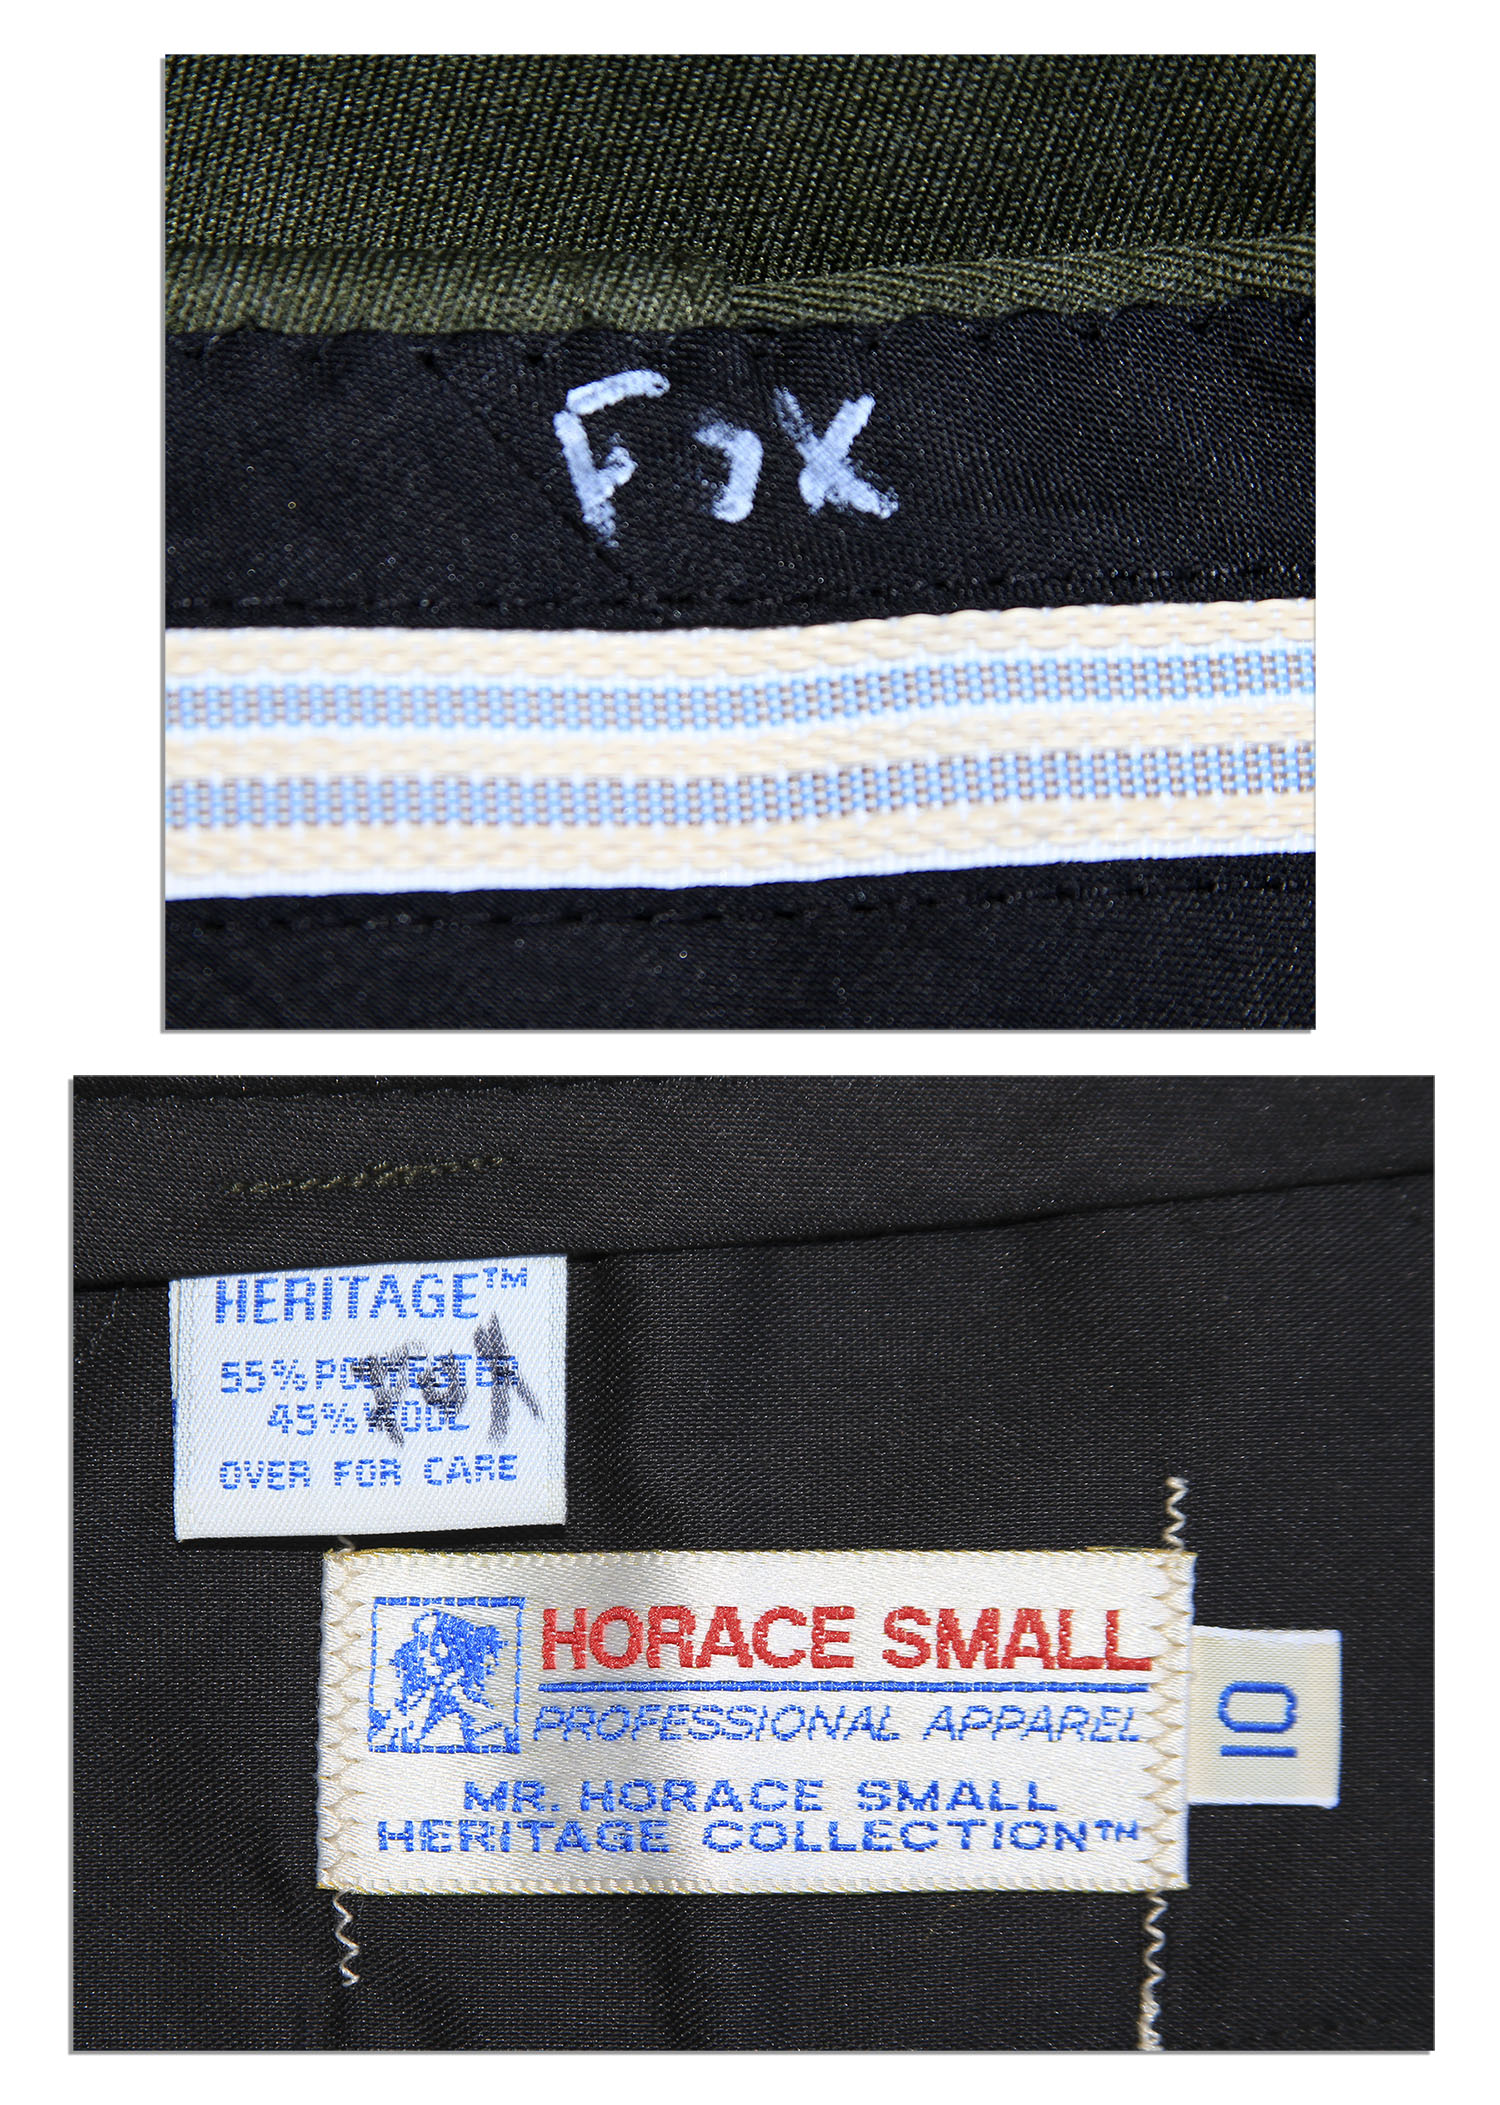 Fox
HERITAGE™
55% POLYESTER
Fox
45% WOOL
OVER FOR CARE
HORACE SMALL
PROFESSIONAL APPAREL
MR. HORACE SMALL
HERITAGE COLLECTION™
10